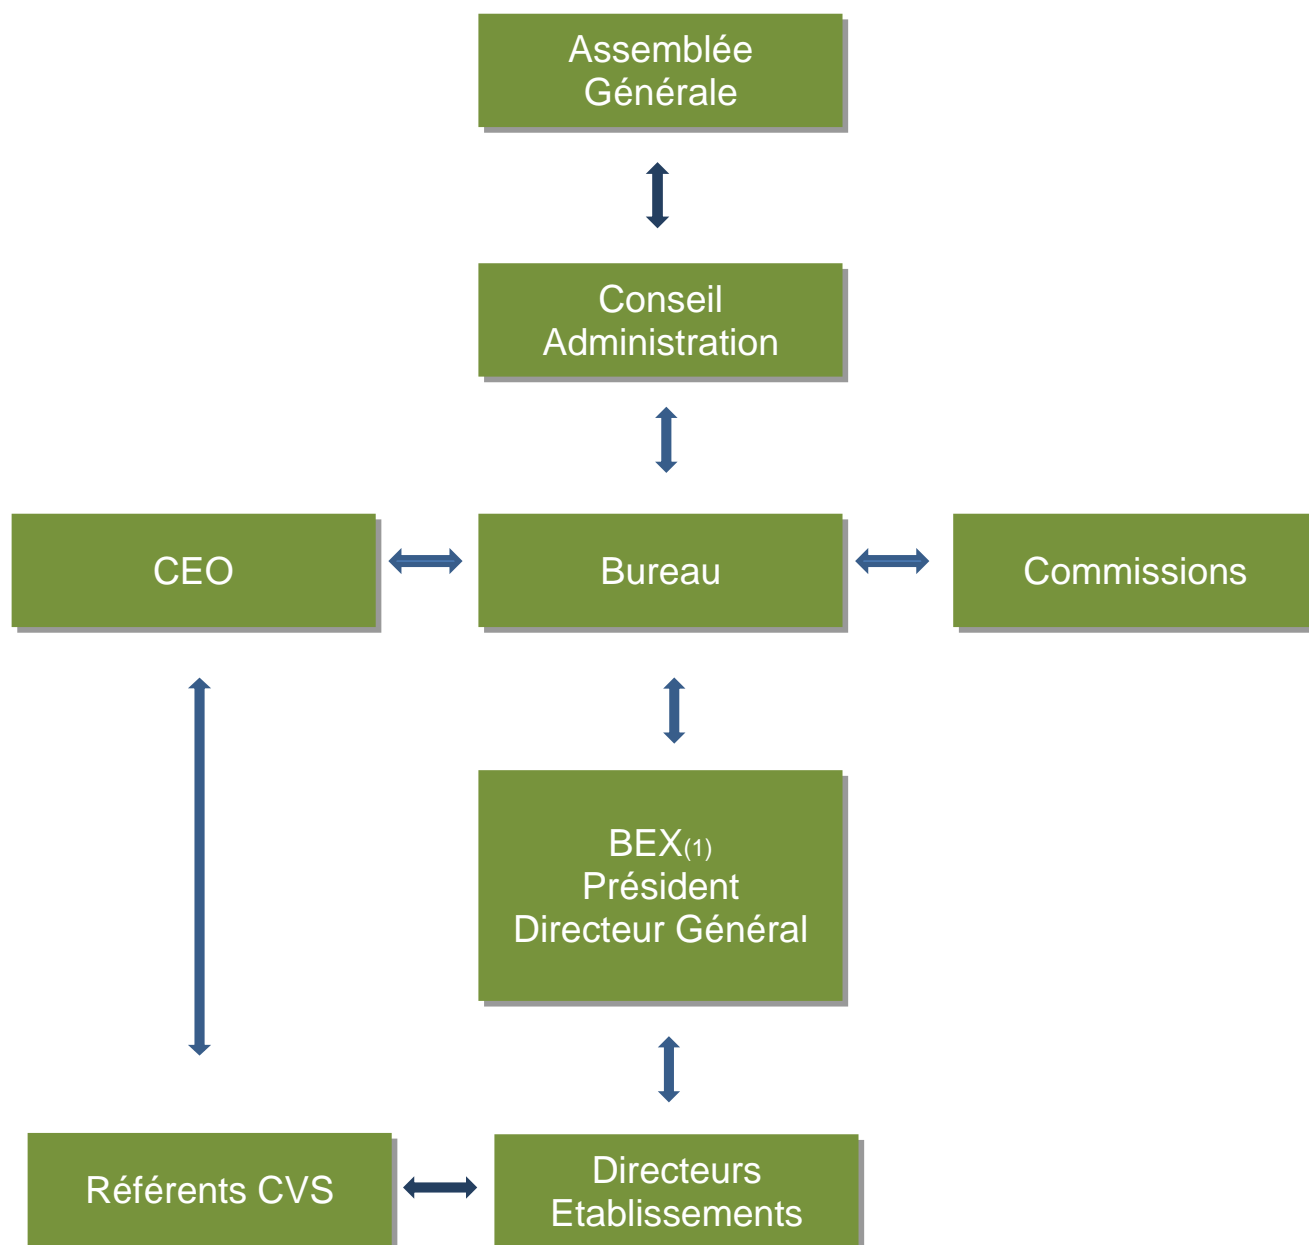 Assemblée
Générale
Conseil
Administration
CEO
Bureau
Commissions
BEX(1)
Président
Directeur Général
Référents CVS
Directeurs
Etablissements